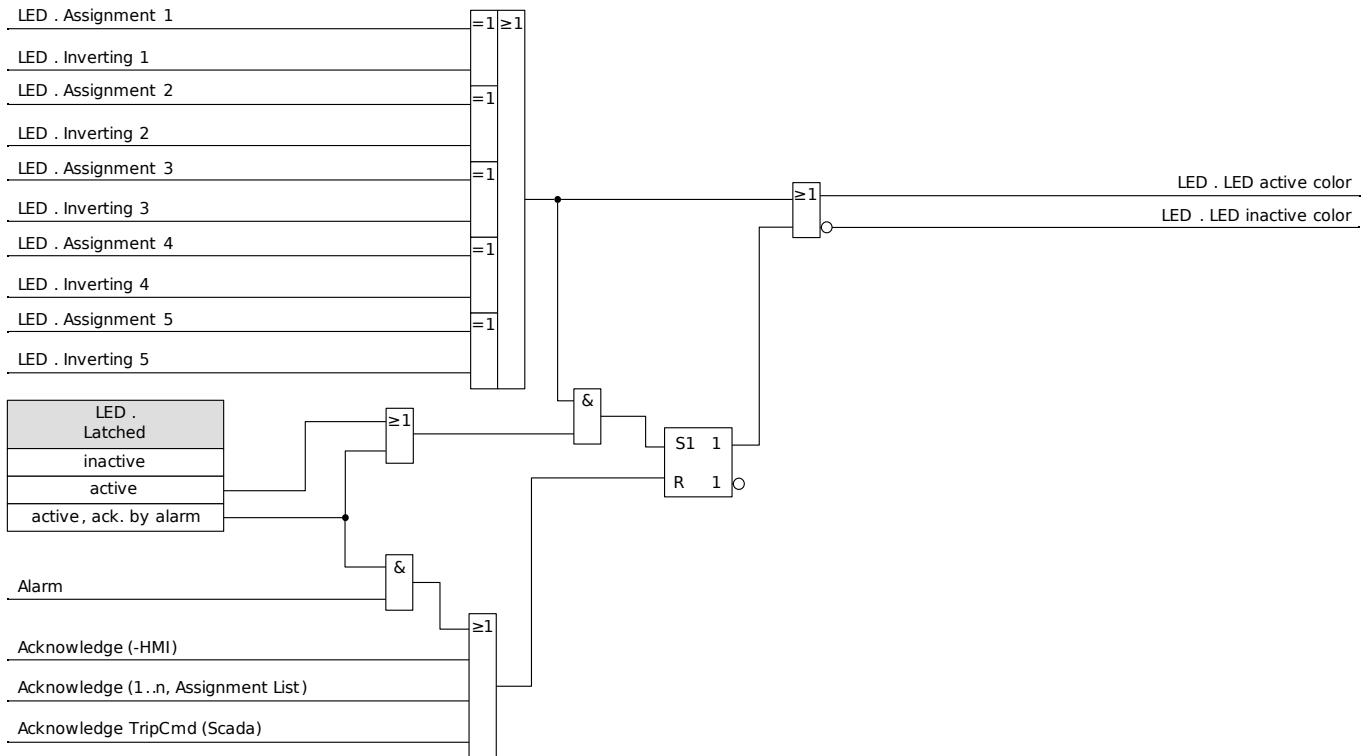 LED . Assignment 1
=1 ≥1
LED . Inverting 1
LED . Assignment 2
=1
LED . Inverting 2
LED . Assignment 3
=1
LED . Inverting 3
LED . Assignment 4
=1
LED . Inverting 4
LED . Assignment 5
=1
LED . Inverting 5
≥1
LED . LED active color
LED . LED inactive color
LED .
Latched
inactive
active
active, ack. by alarm
≥1
&
S1 1
R 1
&
Alarm
≥1
Acknowledge (-HMI)
Acknowledge (1..n, Assignment List)
Acknowledge TripCmd (Scada)